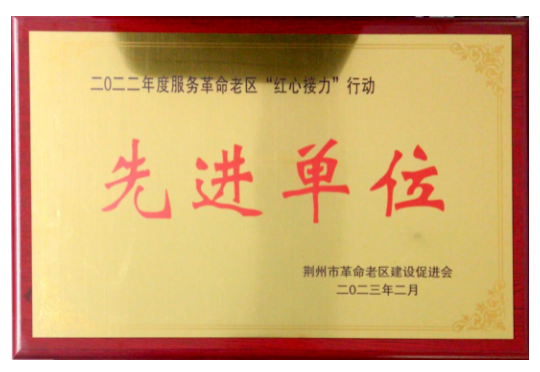 二0二二年度服务革命老区“红心接力”行动
先进单位
荆州市革命老区建设促进会
二0二三年二月